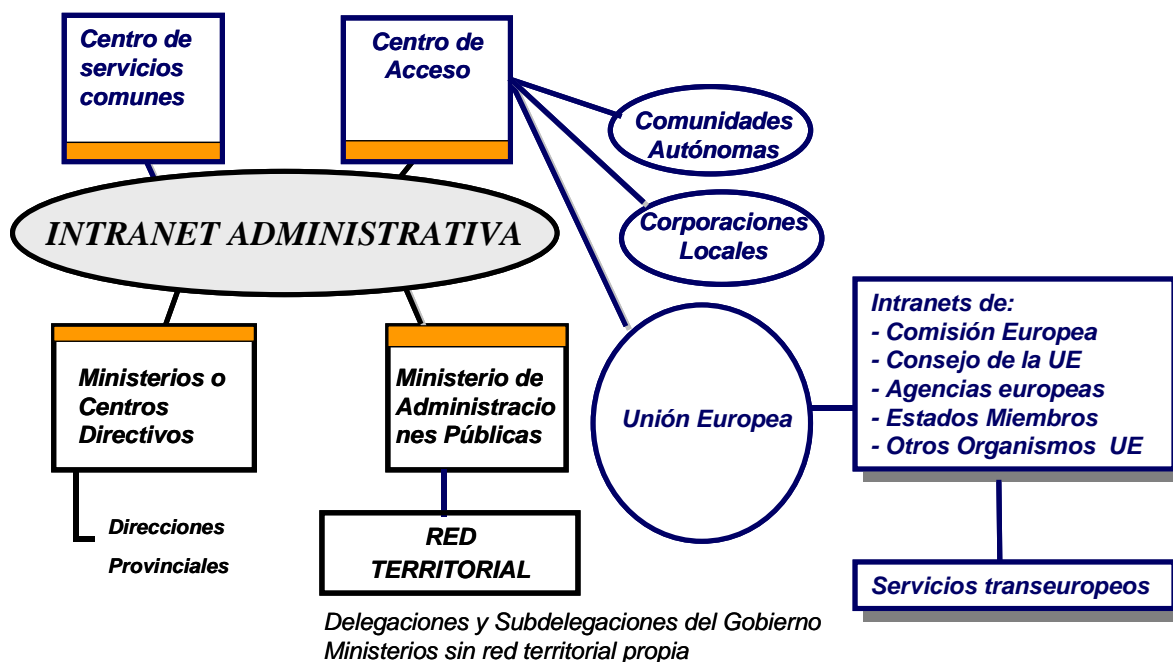 Centro de
servicios
comunes
Centro de
Acceso
Comunidades
Autónomas
Corporaciones
Locales
INTRANET ADMINISTRATIVA
Ministerios o
Centros
Directivos
Ministerio de
Administracio
nes Públicas
Unión Europea
Intranets de:
- Comisión Europea
- Consejo de la UE
- Agencias europeas
- Estados Miembros
- Otros Organismos UE
Direcciones
Provinciales
RED
TERRITORIAL
Servicios transeuropeos
Delegaciones y Subdelegaciones del Gobierno
Ministerios sin red territorial propia